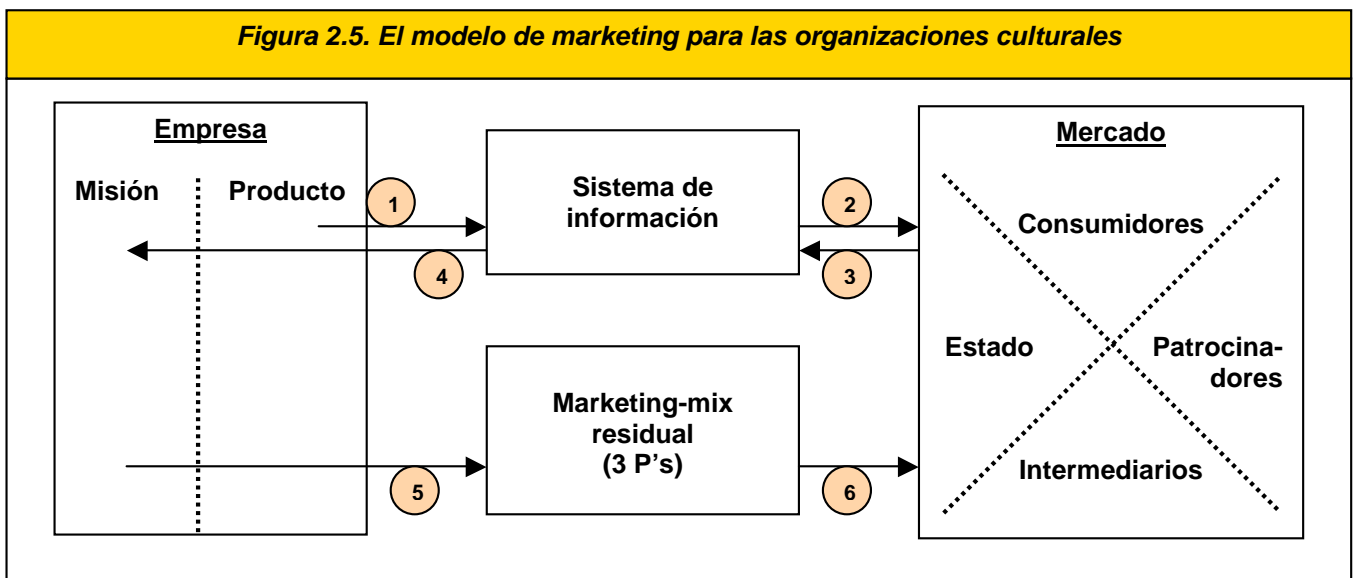 Figura 2.5. El modelo de marketing para las organizaciones culturales
Empresa
Misión
Producto
1
4
5
Sistema de
información
Marketing-mix
residual
(3 P's)
2
3
6
Mercado
Consumidores
Estado
Patrocina-
dores
Intermediarios